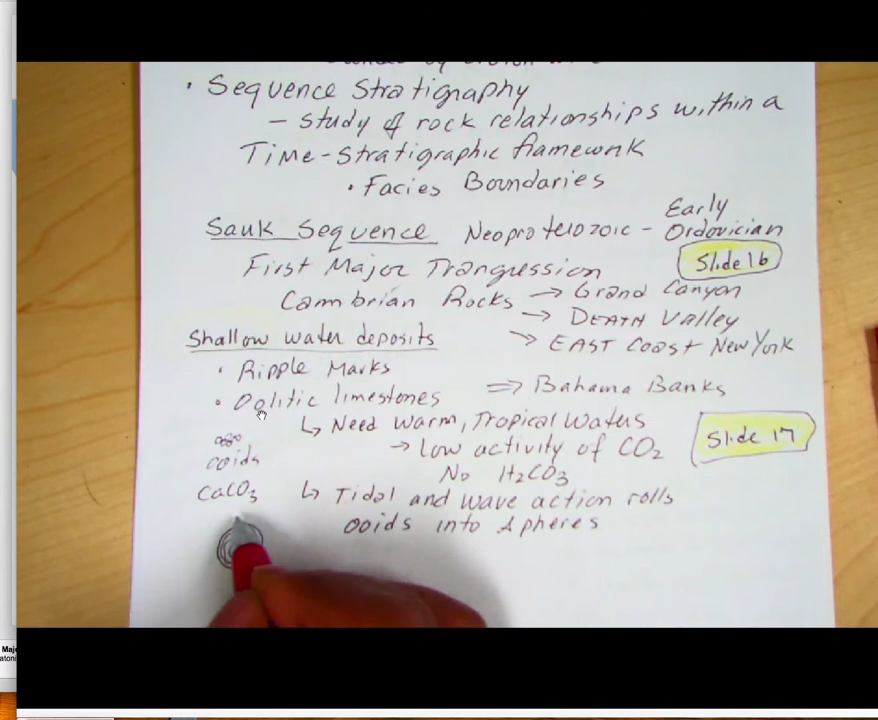 • Sequence Stratigraphy
– Study of rock relationships within a
Time-Stratigraphic framework
• Facies Boundaries
Sauk Sequence Neoproterozoic – Early Ordovician
Slide 16
First Major Trangression
Cambrian Rocks → Grand Canyon
→ DEATH Valley
→ EAST Coast New York
Shallow water deposits
• Ripple Marks
• Oolitic limestones ⇒ Bahama Banks
↳ Need Warm, Tropical Waters
→ Low activity of CO2
Slide 17
No H2CO3
ooids
CaCO3 ↳ Tidal and wave action rolls
ooids into spheres
Maj
atoni